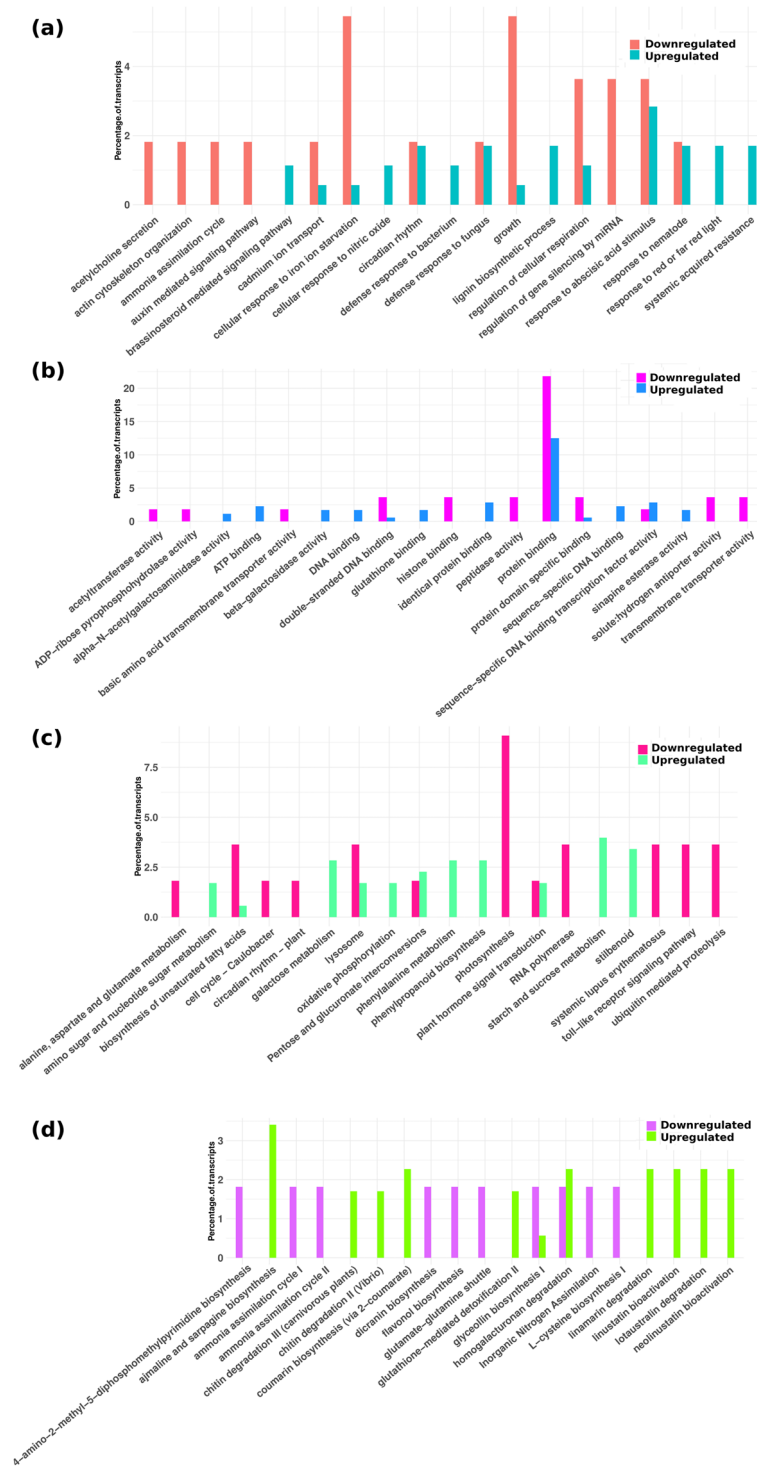 (a)
Percentage.of.transcripts
4
2
0
Downregulated
Upregulated
acetylcholine secretion
actin cytoskeleton organization
ammonia assimilation cycle
auxin mediated signaling pathway
brassinosteroid mediated signaling pathway
cadmium ion transport
cellular response to iron ion starvation
cellular response to nitric oxide
circadian rhythm
defense response to bacterium
defense response to fungus
growth
lignin biosynthetic process
regulation of cellular respiration
regulation of gene silencing by miRNA
response to abscisic acid stimulus
response to nematode
response to red or far red light
systemic acquired resistance
(b)
Percentage.of.transcripts
20
15
10
5
0
Downregulated
Upregulated
acetyltransferase activity
ADP−ribose pyrophosphohydrolase activity
alpha−N−acetylgalactosaminidase activity
ATP binding
basic amino acid transmembrane transporter activity
beta−galactosidase activity
DNA binding
double−stranded DNA binding
glutathione binding
histone binding
identical protein binding
peptidase activity
protein binding
protein domain specific binding
sequence−specific DNA binding
sequence−specific DNA binding transcription factor activity
sinapine esterase activity
solute:hydrogen antiporter activity
transmembrane transporter activity
(c)
Percentage.of.transcripts
7.5
5.0
2.5
0.0
Downregulated
Upregulated
alanine, aspartate and glutamate metabolism
amino sugar and nucleotide sugar metabolism
biosynthesis of unsaturated fatty acids
cell cycle − Caulobacter
circadian rhythm − plant
galactose metabolism
lysosome
oxidative phosphorylation
Pentose and glucuronate interconversions
phenylalanine metabolism
phenylpropanoid biosynthesis
photosynthesis
plant hormone signal transduction
RNA polymerase
starch and sucrose metabolism
stilbenoid
systemic lupus erythematosus
toll−like receptor signaling pathway
ubiquitin mediated proteolysis
(d)
Percentage.of.transcripts
3
2
1
0
Downregulated
Upregulated
4−amino−2−methyl−5−diphosphomethylpyrimidine biosynthesis
ajmaline and sarpagine biosynthesis
ammonia assimilation cycle I
ammonia assimilation cycle II
chitin degradation III (carnivorous plants)
chitin degradation II (Vibrio)
coumarin biosynthesis (via 2−coumarate)
dicranin biosynthesis
flavonol biosynthesis
glutamate−glutamine shuttle
glutathione−mediated detoxification II
glyceollin biosynthesis I
homogalacturonan degradation
Inorganic Nitrogen Assimilation
L−cysteine biosynthesis I
linamarin degradation
linustatin bioactivation
lotaustralin degradation
neolinustatin bioactivation